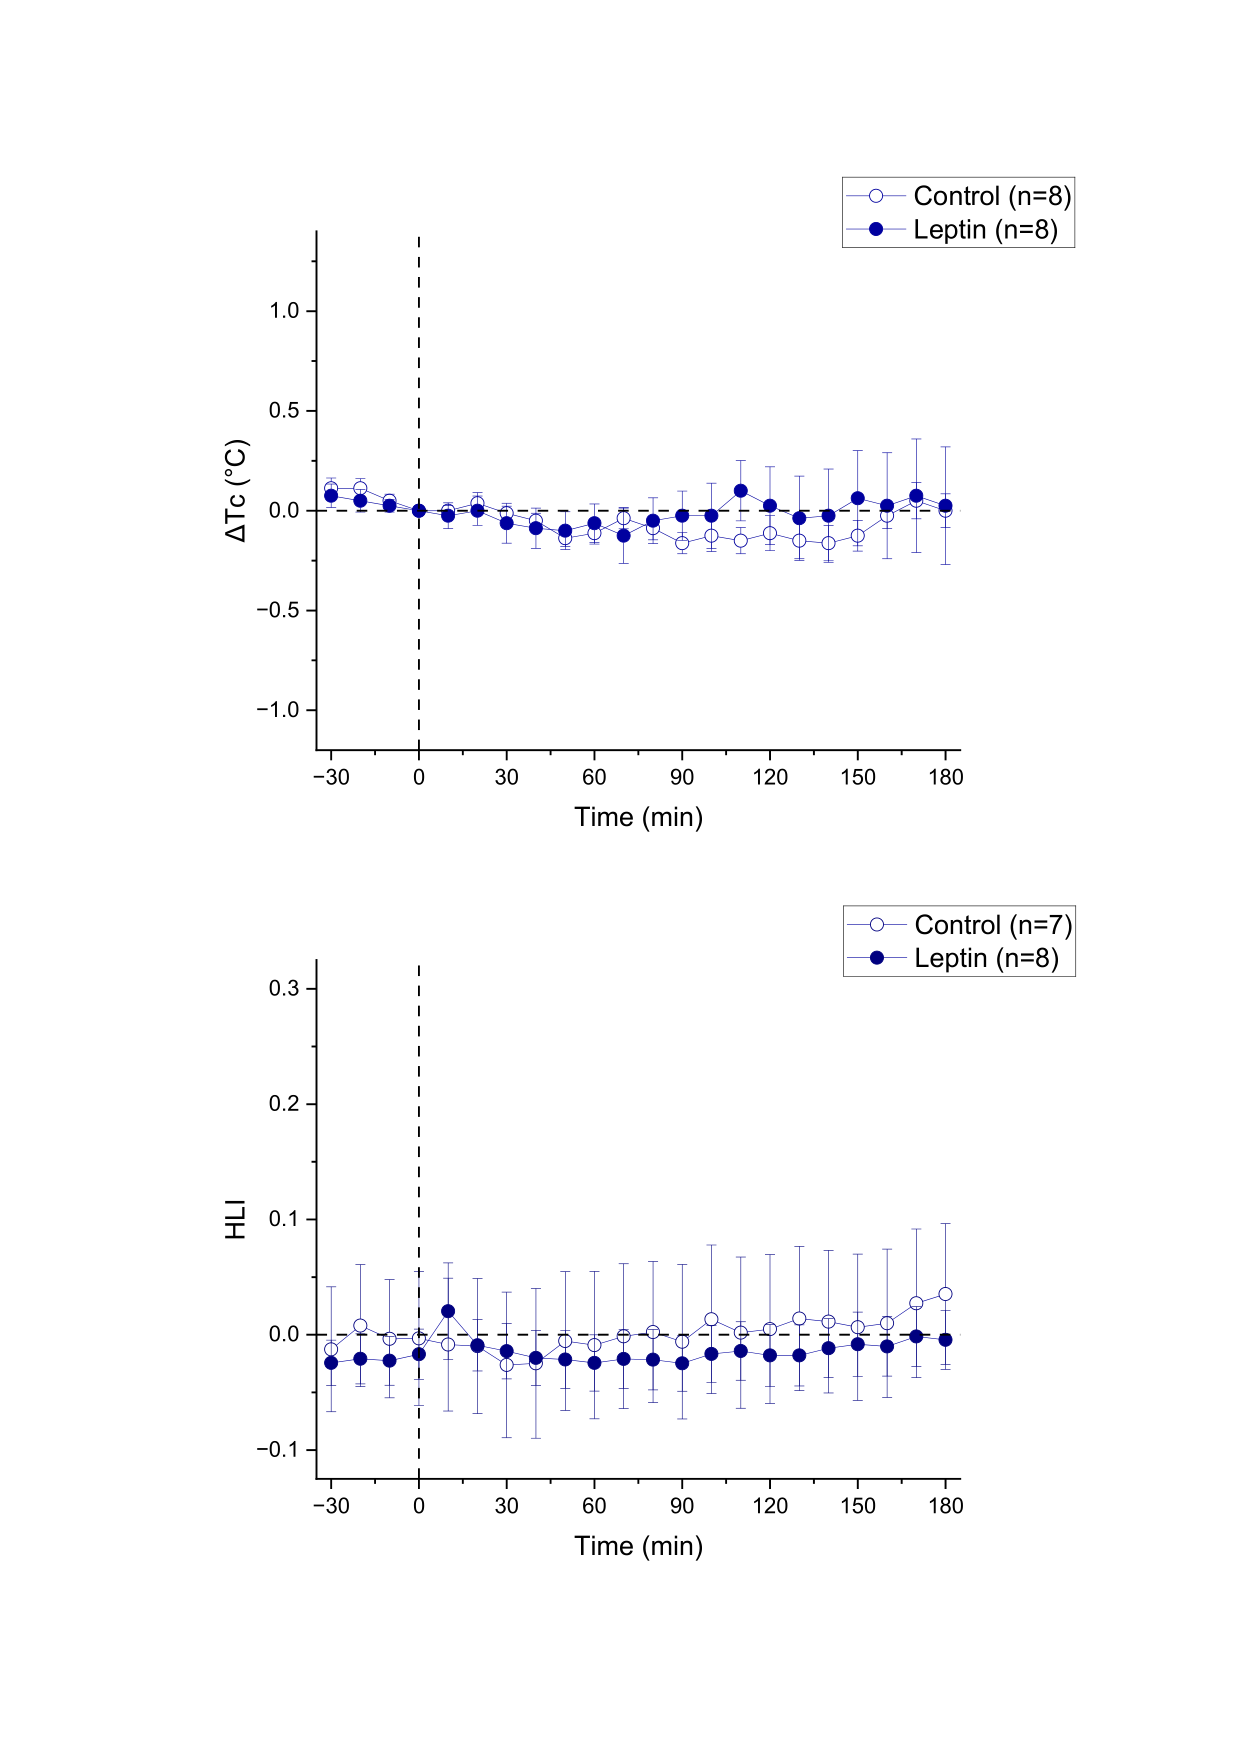 Control (n=8)
Leptin (n=8)
1.0
0.5
0.0
−0.5
−1.0
ΔTc (°C)
−30 0 30 60 90 120 150 180
Time (min)
Control (n=7)
Leptin (n=8)
0.3
0.2
0.1
0.0
−0.1
HLI
−30 0 30 60 90 120 150 180
Time (min)